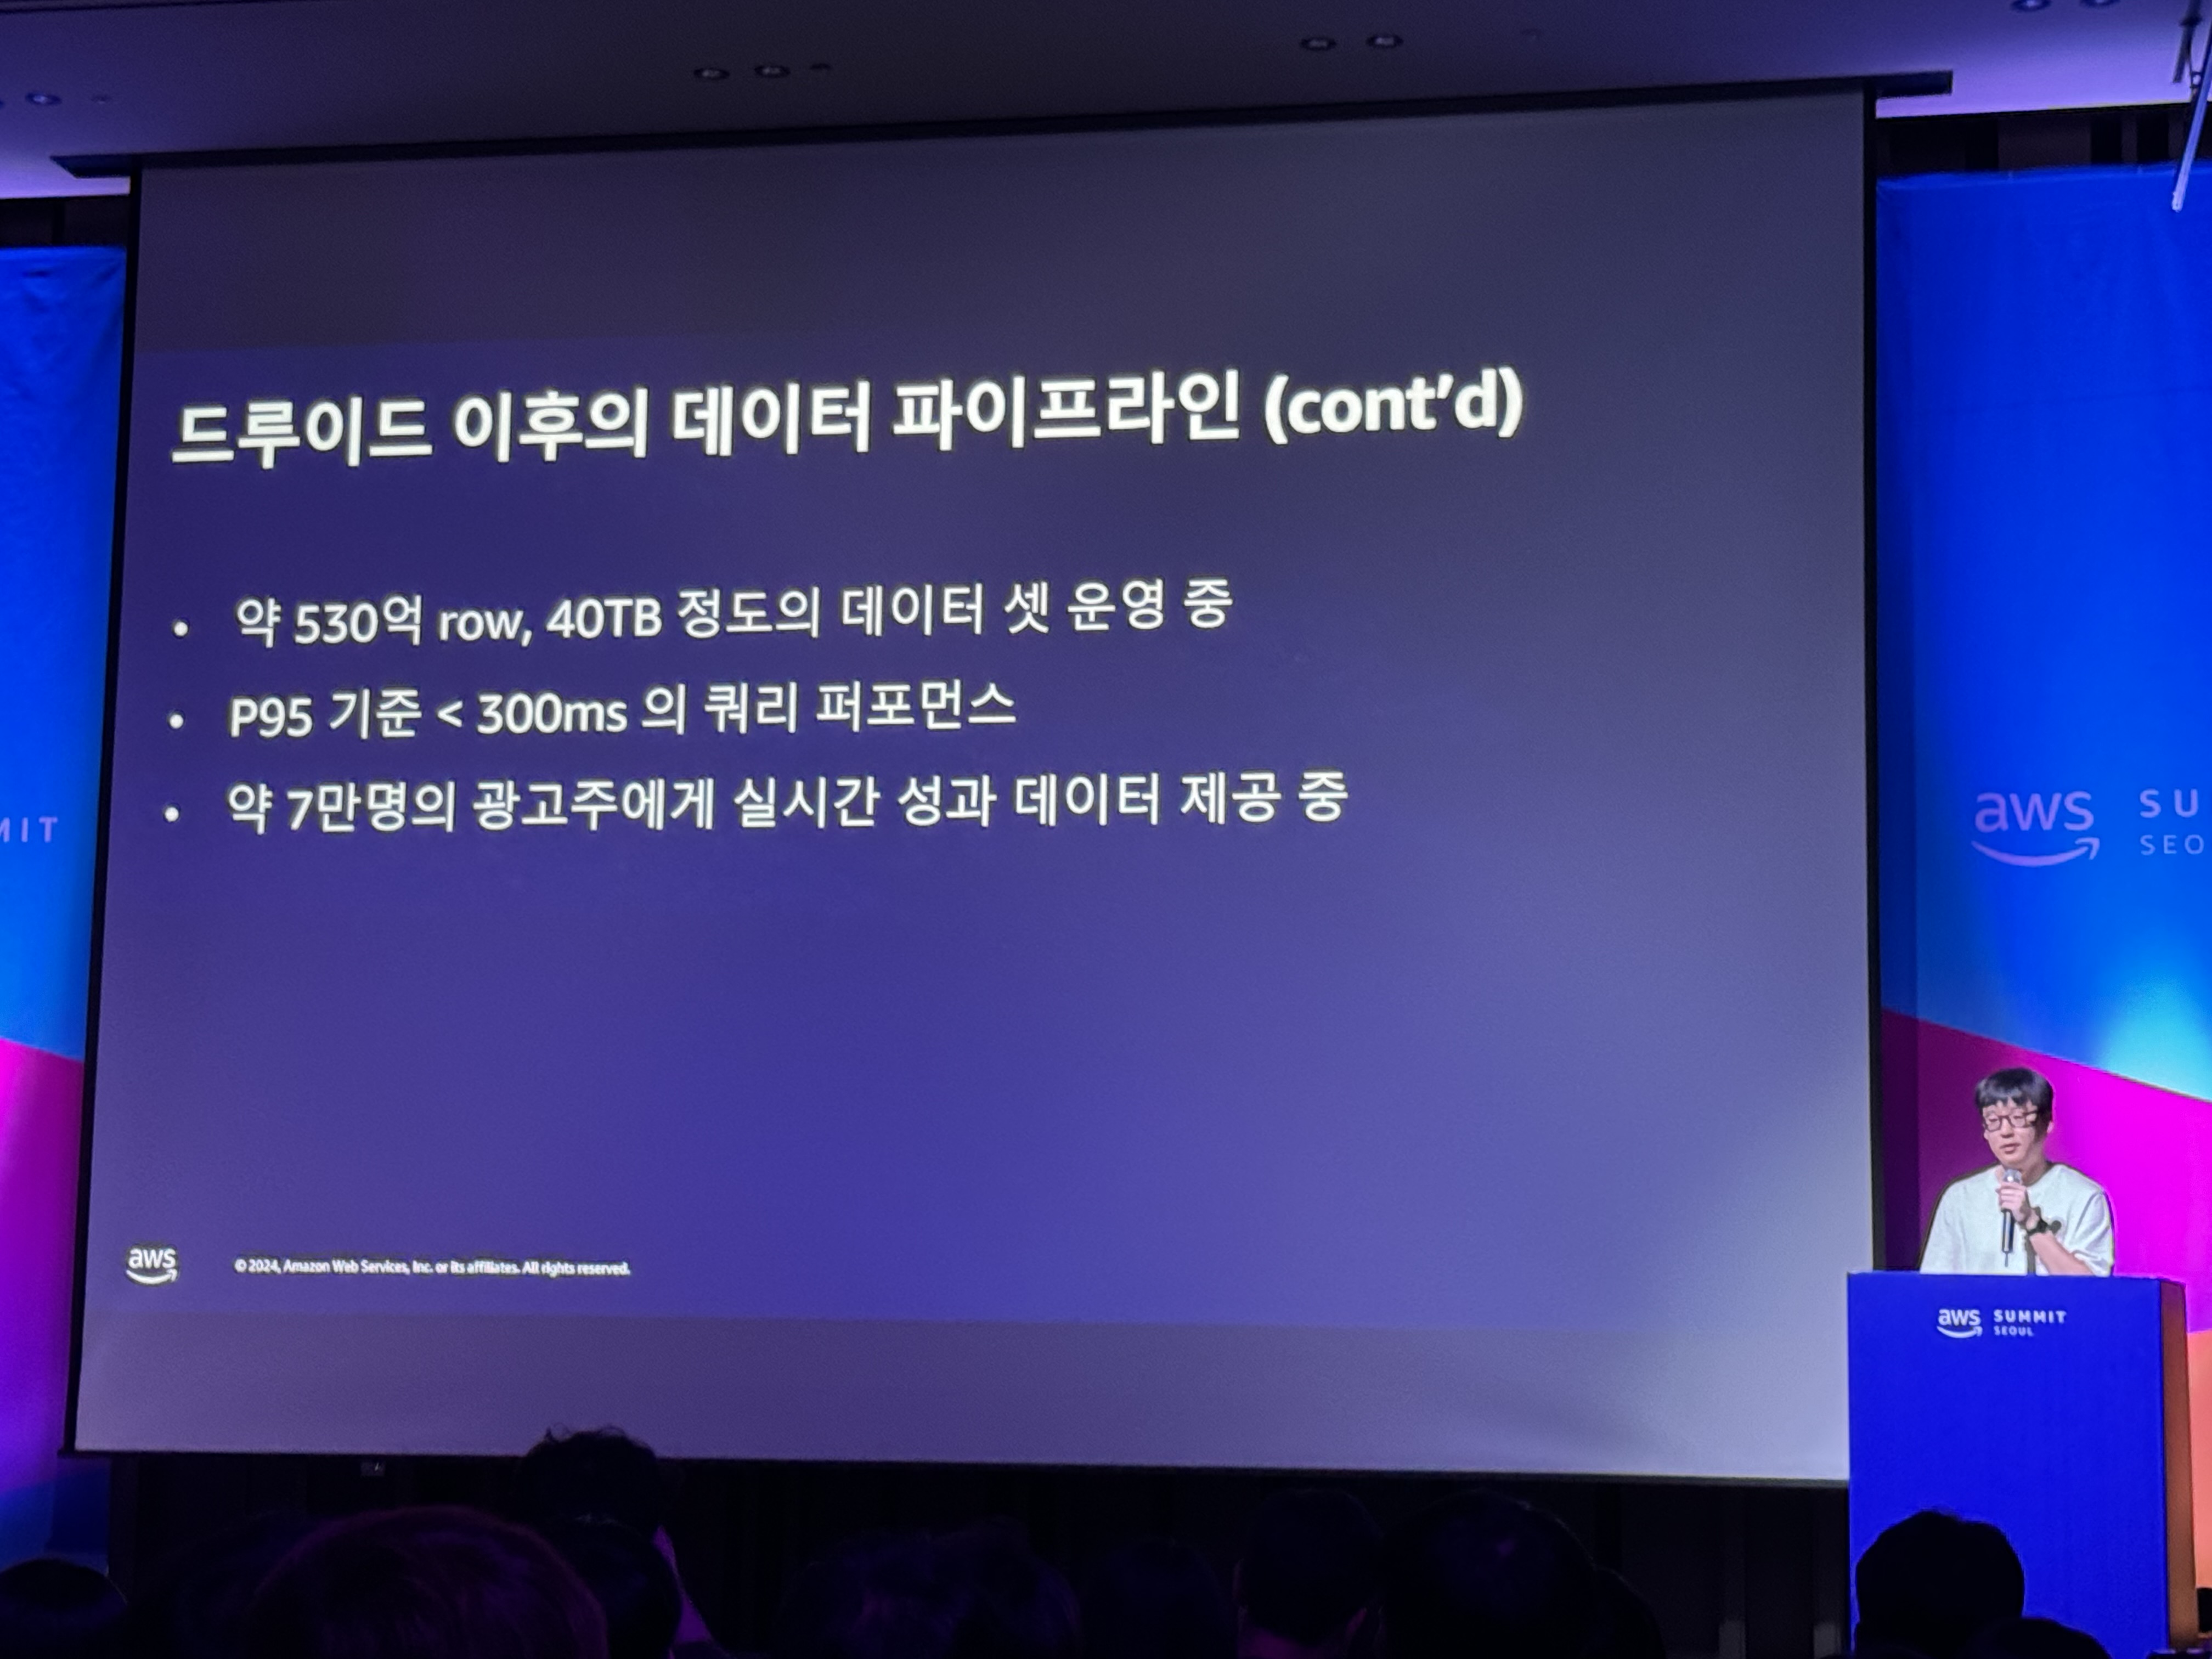 드루이드 이후의 데이터 파이프라인 (cont’d)
• 약 530억 row, 40TB 정도의 데이터 셋 운영 중
• P95 기준 < 300ms 의 쿼리 퍼포먼스
• 약 7만명의 광고주에게 실시간 성과 데이터 제공 중
aws
© 2024, Amazon Web Services, Inc. or its affiliates. All rights reserved.
MIT
aws SU
SEO
aws SUMMIT
SEOUL